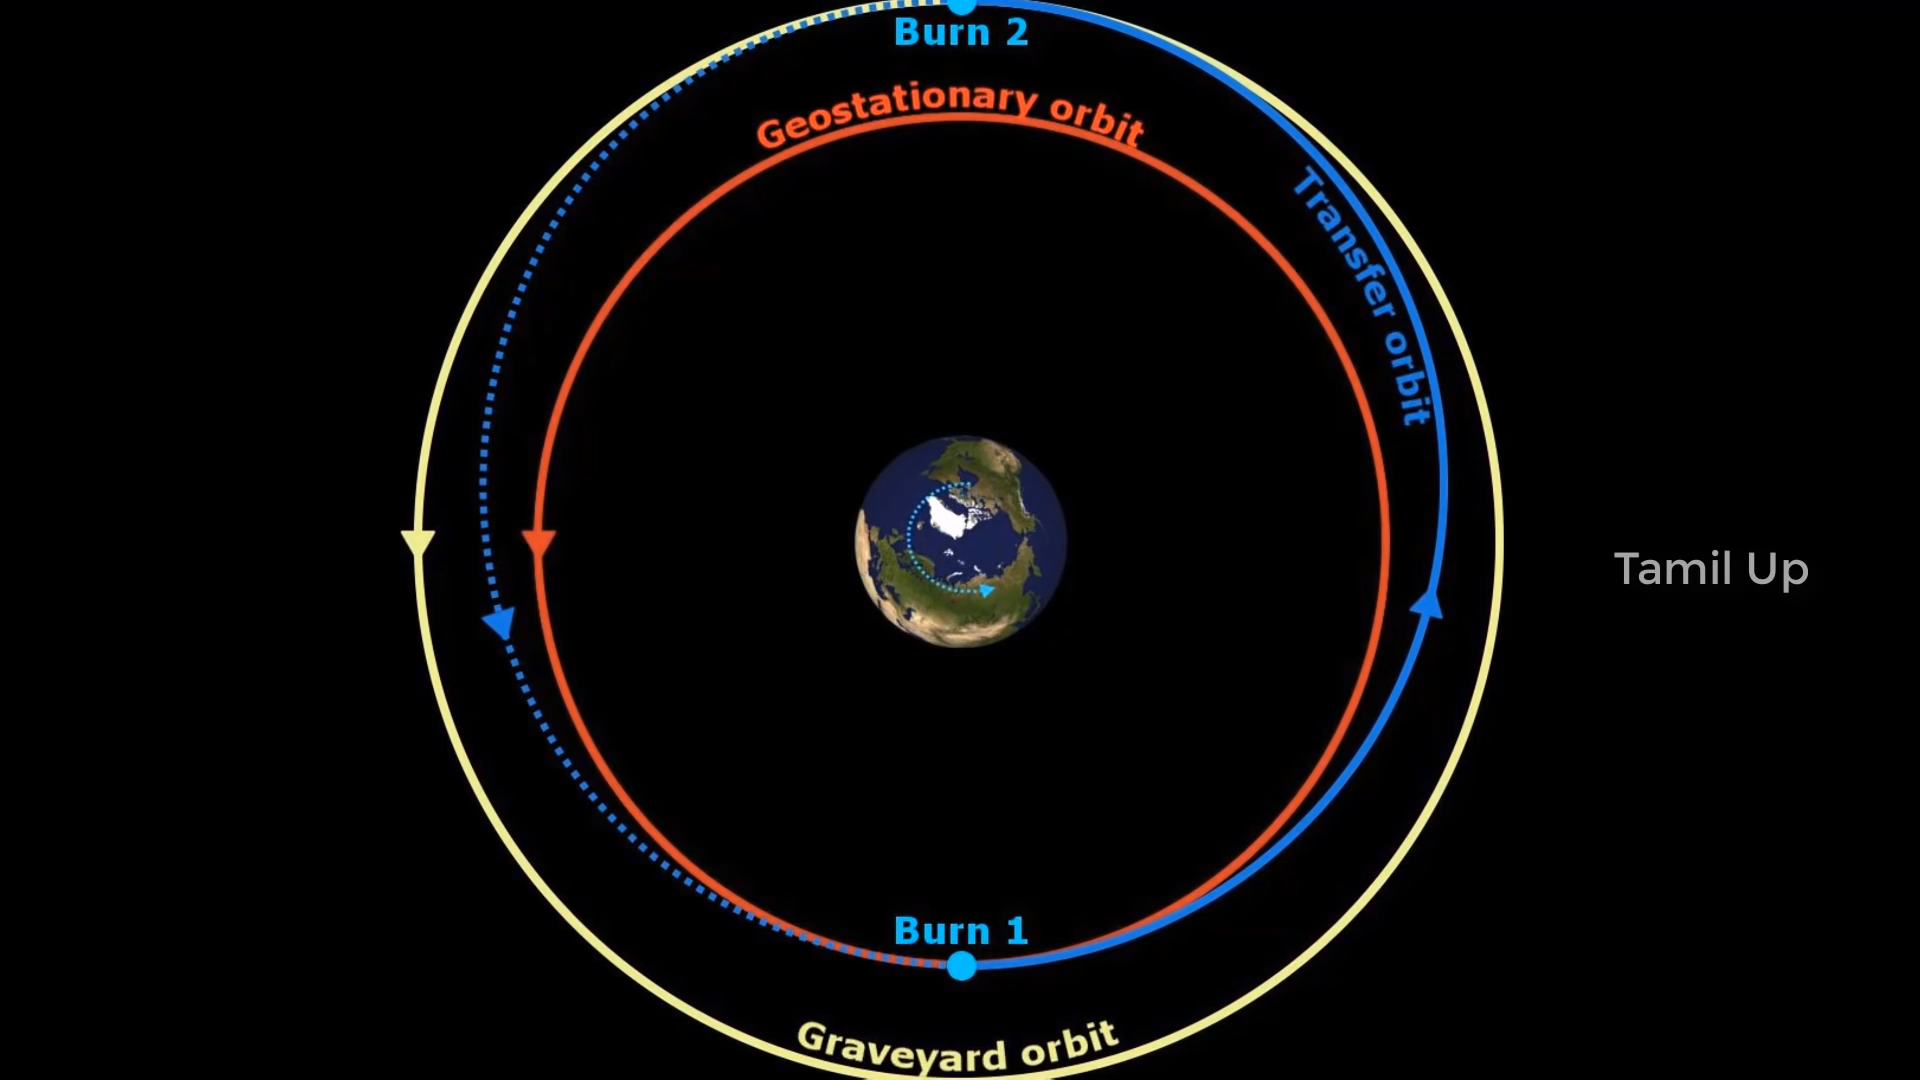 Burn 2
Geostationary orbit
Transfer orbit
Tamil Up
Burn 1
Graveyard orbit